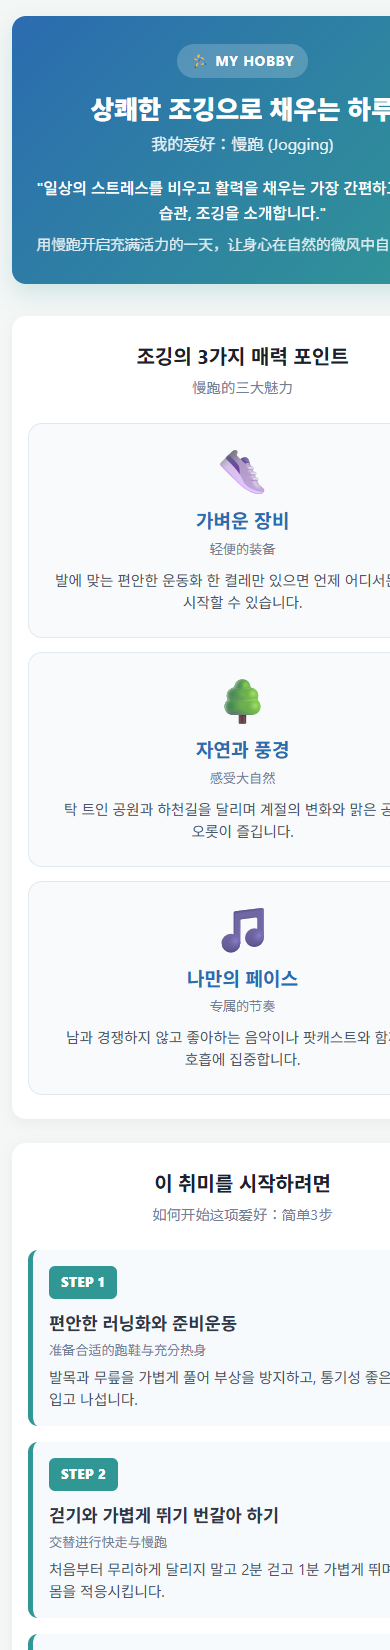 MY HOBBY
상쾌한 조깅으로 채우는 하루
我的爱好：慢跑 (Jogging)
"일상의 스트레스를 비우고 활력을 채우는 가장 간편하
습관, 조깅을 소개합니다."
用慢跑开启充满活力的一天，让身心在自然的微风中自
조깅의 3가지 매력 포인트
慢跑的三大魅力
가벼운 장비
轻便的装备
발에 맞는 편안한 운동화 한 켤레만 있으면 언제 어디서
시작할 수 있습니다.
자연과 풍경
感受大自然
탁 트인 공원과 하천길을 달리며 계절의 변화와 맑은
오롯이 즐깁니다.
나만의 페이스
专属的节奏
남과 경쟁하지 않고 좋아하는 음악이나 팟캐스트와
호흡에 집중합니다.
이 취미를 시작하려면
如何开始这项爱好：简单3步
STEP 1
편안한 러닝화와 준비운동
准备合适的跑鞋与充分热身
발목과 무릎을 가볍게 풀어 부상을 방지하고, 통기성 좋은
입고 나섭니다.
STEP 2
걷기와 가볍게 뛰기 번갈아 하기
交替进行快走与慢跑
처음부터 무리하게 달리지 말고 2분 걷고 1분 가볍게 뛰며
몸을 적응시킵니다.